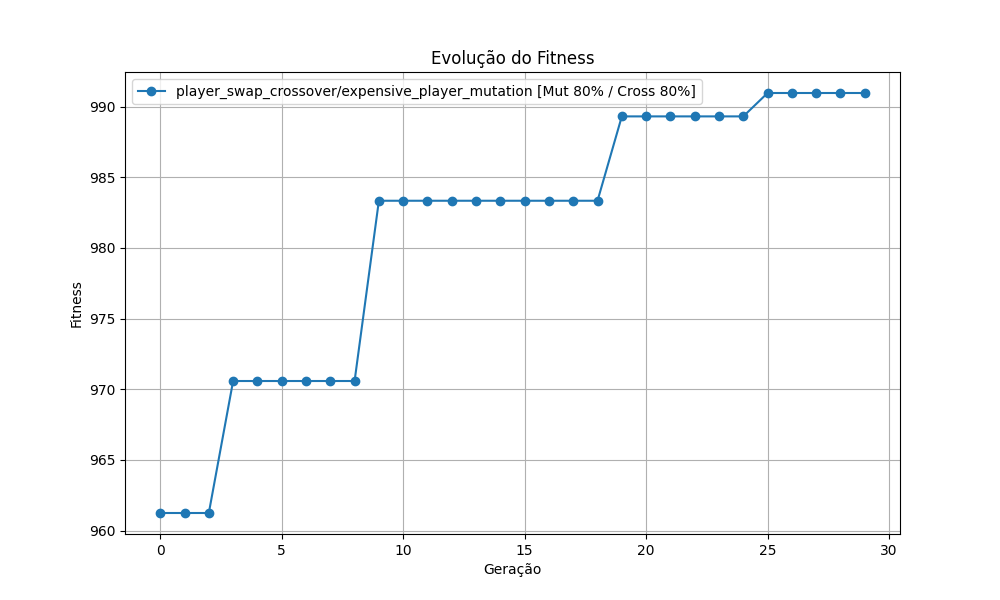 Evolução do Fitness
player_swap_crossover/expensive_player_mutation [Mut 80% / Cross 80%]
990
985
980
975
970
965
960
Fitness
0 5 10 15 20 25 30
Geração